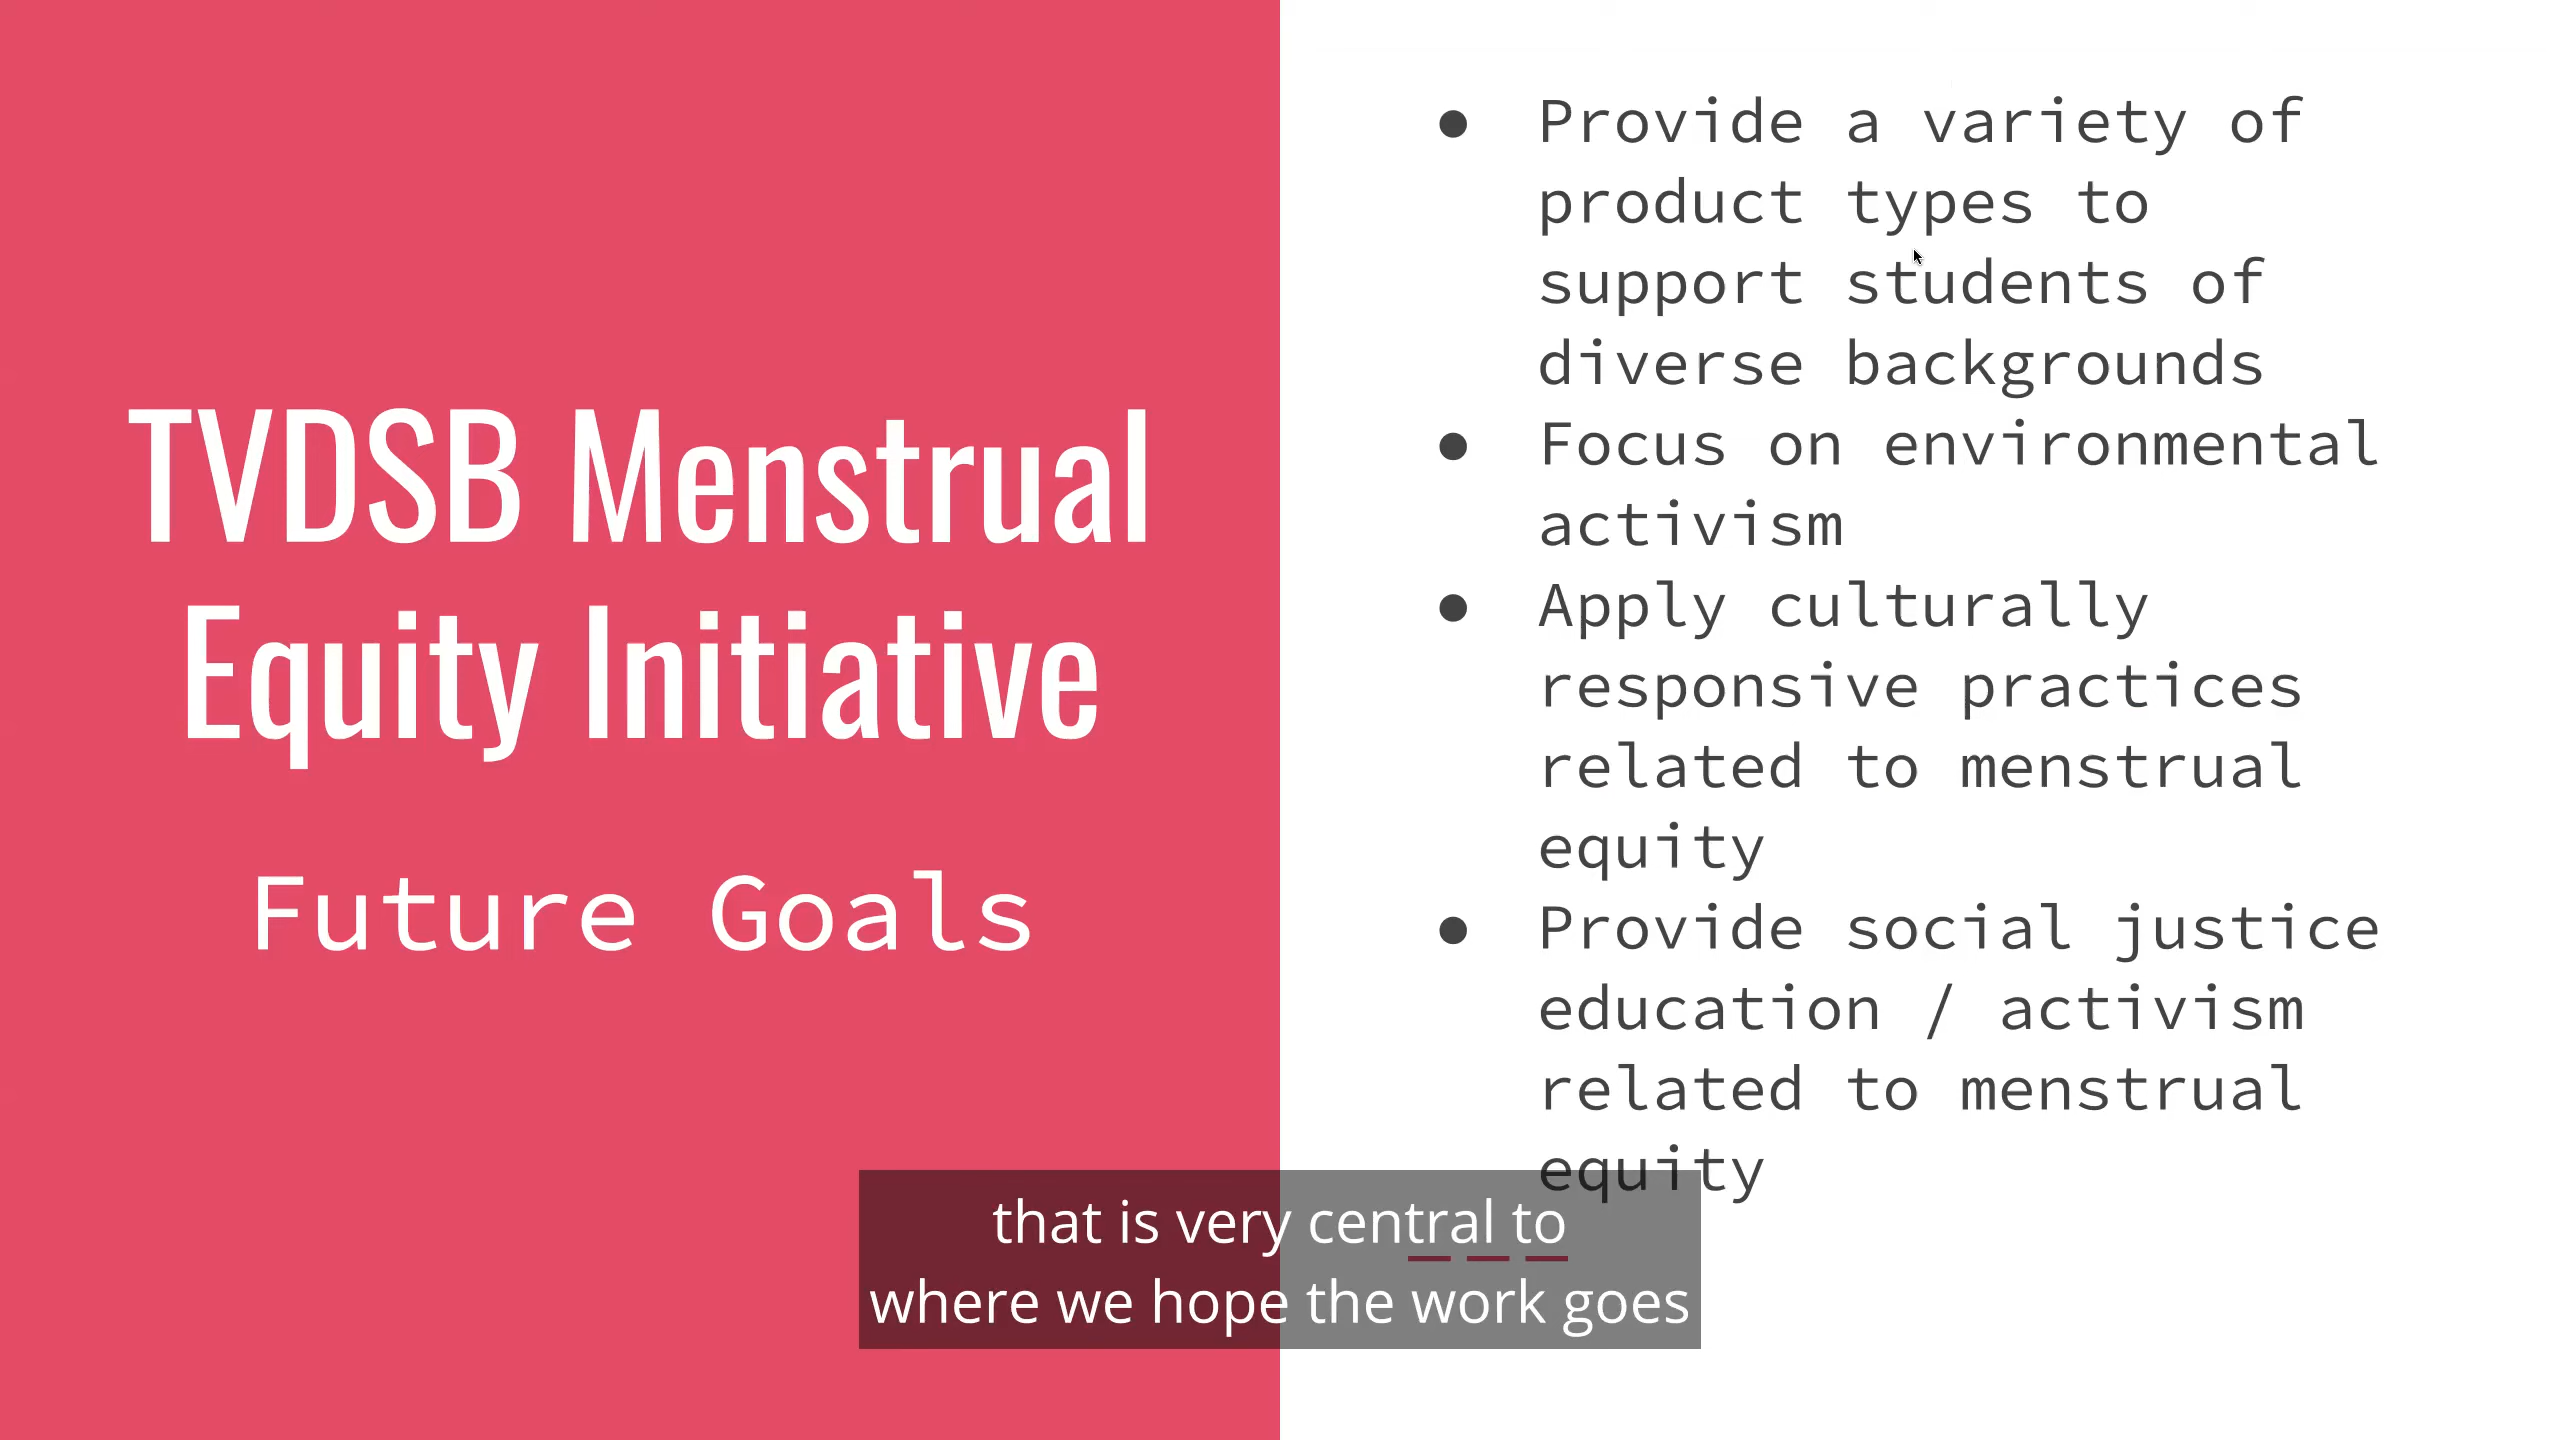 TVDSB Menstrual
Equity Initiative
Future Goals
● Provide a variety of
product types to
support students of
diverse backgrounds
● Focus on environmental
activism
● Apply culturally
responsive practices
related to menstrual
equity
● Provide social justice
education / activism
related to menstrual
equity
that is very central to
where we hope the work goes